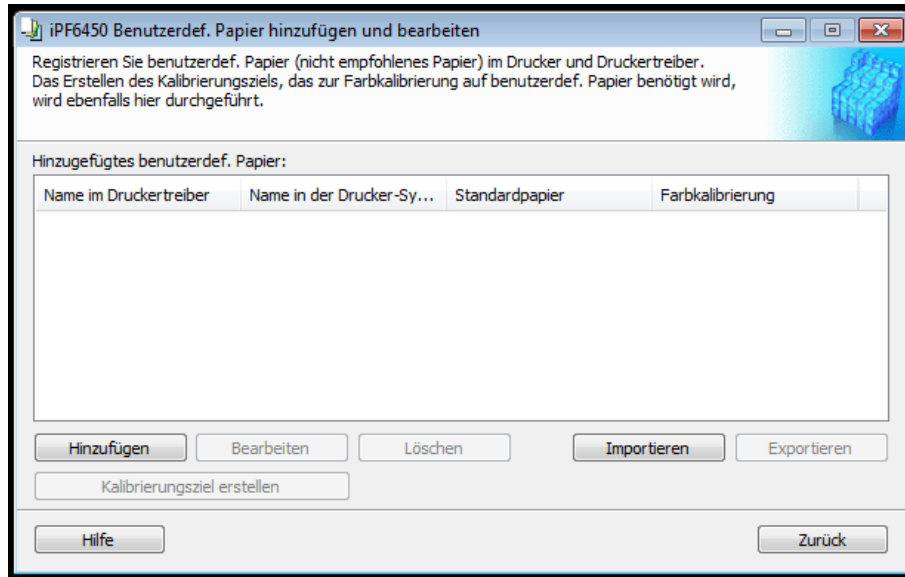 iPF6450 Benutzerdef. Papier hinzufügen und bearbeiten
Registrieren Sie benutzerdef. Papier (nicht empfohlenes Papier) im Drucker und Druckertreiber.
Das Erstellen des Kalibrierungsziels, das zur Farbkalibrierung auf benutzerdef. Papier benötigt wird,
wird ebenfalls hier durchgeführt.
Hinzugefügtes benutzerdef. Papier:
Name im Druckertreiber Name in der Drucker-Sy... Standardpapier Farbkalibrierung
Hinzufügen Bearbeiten Löschen Importieren Exportieren
Kalibrierungsziel erstellen
Hilfe Zurück